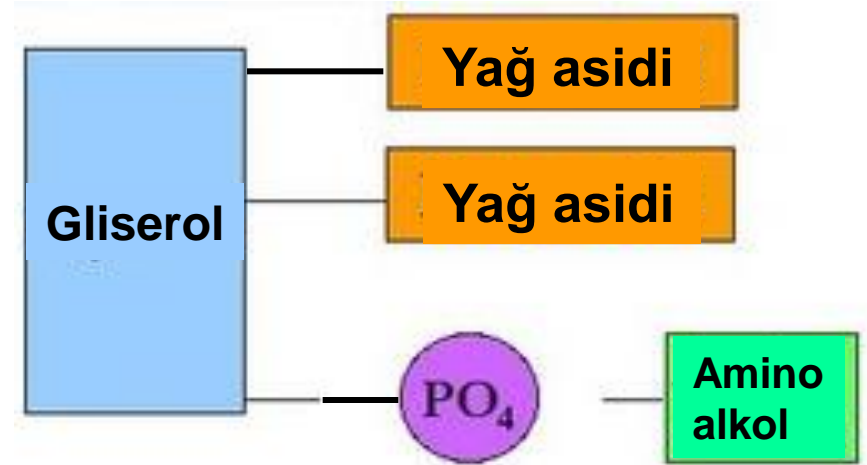 Yağ asidi
Yağ asidi
Gliserol
PO₄
Amino
alkol